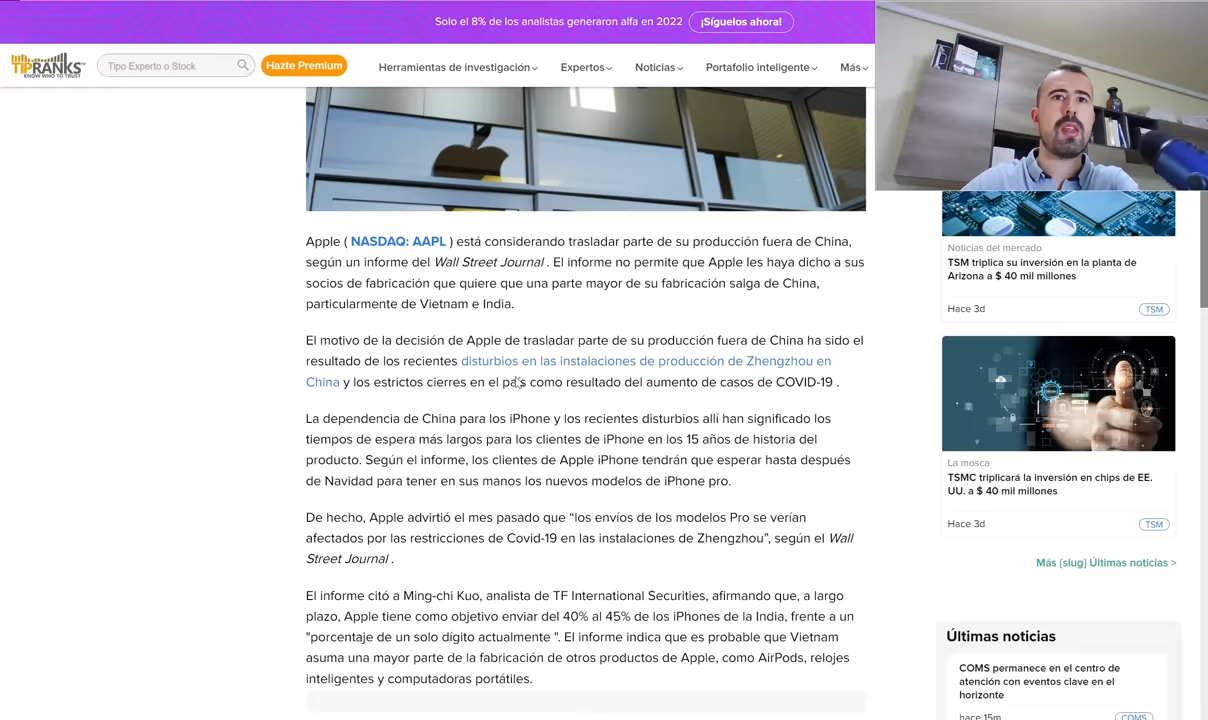 Solo el 8% de los analistas generaron alfa en 2022
¡Síguelos ahora!
TIPRANKS
KNOW WHO TO TRUST
Tipo Experto o Stock
Hazte Premium
Herramientas de investigación
Expertos
Noticias
Portafolio inteligente
Más
Apple ( NASDAQ: AAPL ) está considerando trasladar parte de su producción fuera de China,
según un informe del Wall Street Journal . El informe no permite que Apple les haya dicho a sus
socios de fabricación que quiere que una parte mayor de su fabricación salga de China,
particularmente de Vietnam e India.
El motivo de la decisión de Apple de trasladar parte de su producción fuera de China ha sido el
resultado de los recientes disturbios en las instalaciones de producción de Zhengzhou en
China y los estrictos cierres en el país como resultado del aumento de casos de COVID-19 .
La dependencia de China para los iPhone y los recientes disturbios allí han significado los
tiempos de espera más largos para los clientes de iPhone en los 15 años de historia del
producto. Según el informe, los clientes de Apple iPhone tendrán que esperar hasta después
de Navidad para tener en sus manos los nuevos modelos de iPhone pro.
De hecho, Apple advirtió el mes pasado que “los envíos de los modelos Pro se verían
afectados por las restricciones de Covid-19 en las instalaciones de Zhengzhou”, según el Wall
Street Journal .
El informe citó a Ming-chi Kuo, analista de TF International Securities, afirmando que, a largo
plazo, Apple tiene como objetivo enviar del 40% al 45% de los iPhones de la India, frente a un
"porcentaje de un solo dígito actualmente ". El informe indica que es probable que Vietnam
asuma una mayor parte de la fabricación de otros productos de Apple, como AirPods, relojes
inteligentes y computadoras portátiles.
Noticias del mercado
TSM triplica su inversión en la planta de
Arizona a $ 40 mil millones
Hace 3d
TSM
La mosca
TSMC triplicará la inversión en chips de EE.
UU. a $ 40 mil millones
Hace 3d
TSM
Más {slug} Últimas noticias >
Últimas noticias
COMS permanece en el centro de
atención con eventos clave en el
horizonte
hace 15m
COMS